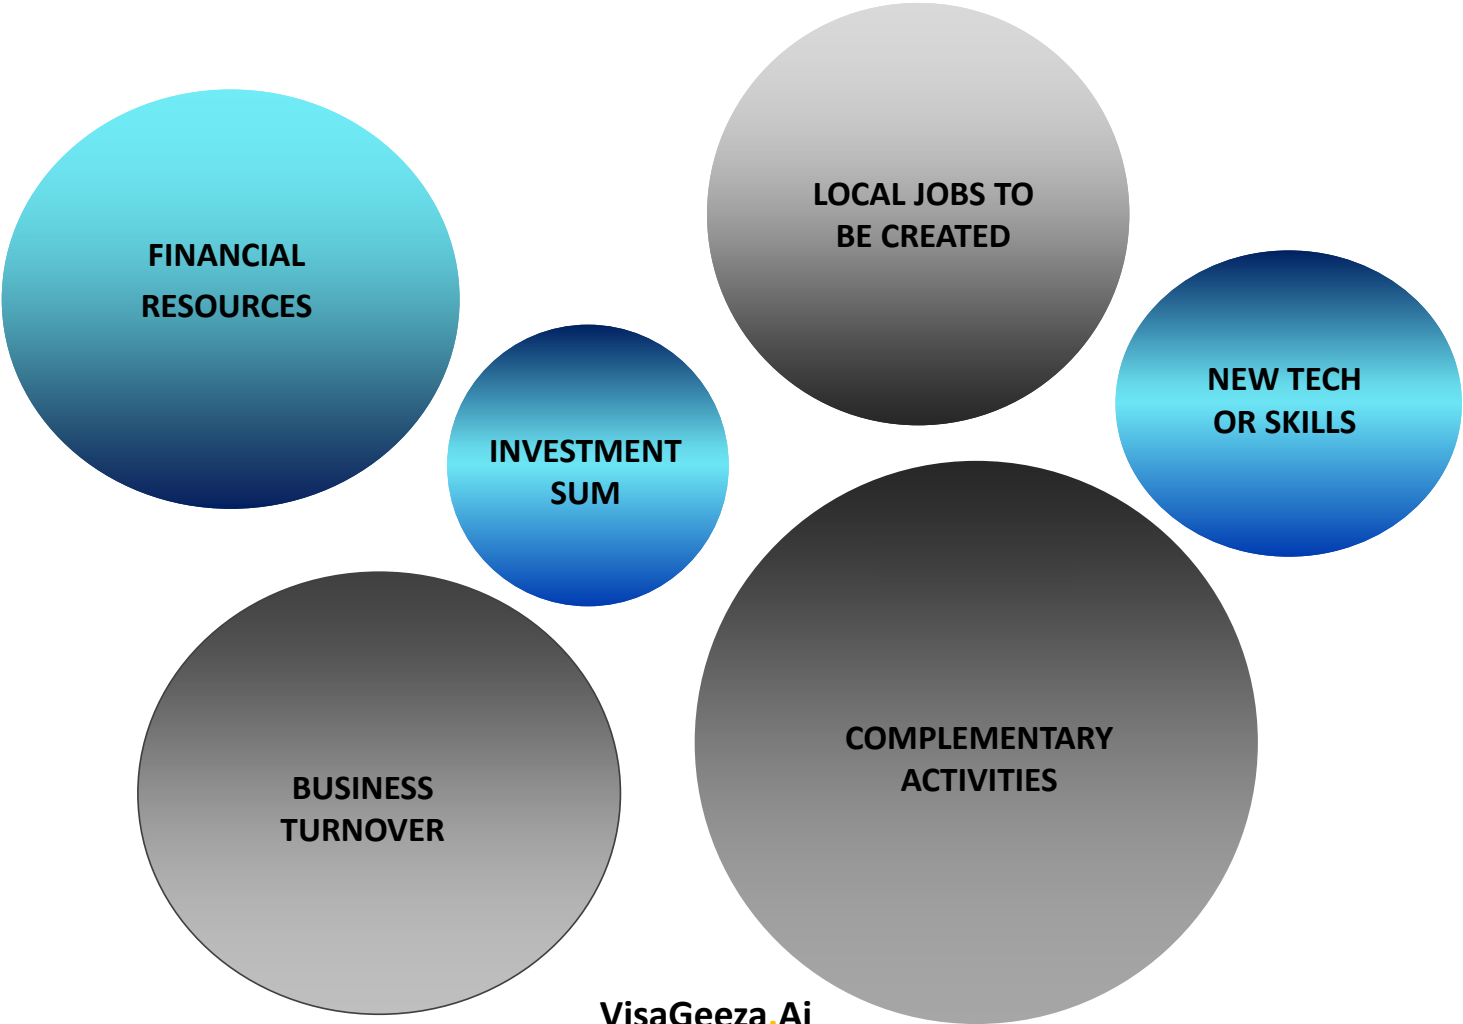 FINANCIAL
RESOURCES
LOCAL JOBS TO
BE CREATED
NEW TECH
OR SKILLS
INVESTMENT
SUM
BUSINESS
TURNOVER
COMPLEMENTARY
ACTIVITIES
VisaGeeza.Ai